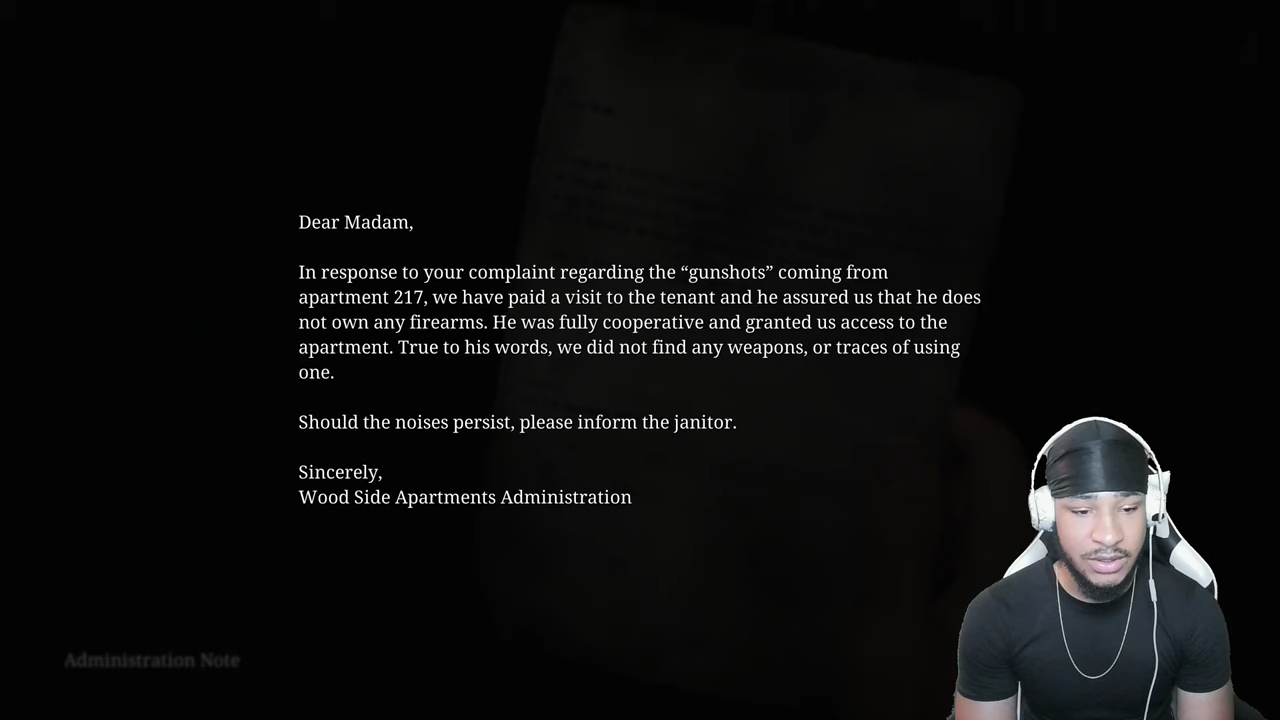 Dear Madam,
In response to your complaint regarding the “gunshots” coming from
apartment 217, we have paid a visit to the tenant and he assured us that he does
not own any firearms. He was fully cooperative and granted us access to the
apartment. True to his words, we did not find any weapons, or traces of using
one.
Should the noises persist, please inform the janitor.
Sincerely,
Wood Side Apartments Administration
Administration Note